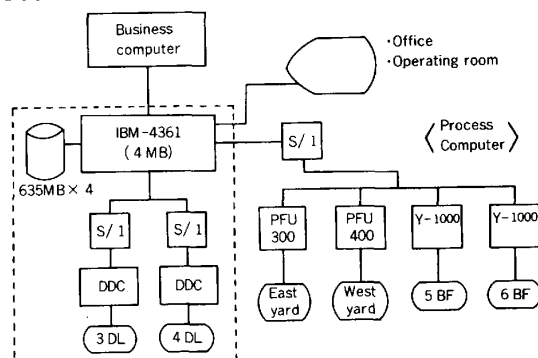 Business
computer
・Office
・Operating room
IBM-4361
(4 MB)
635MB × 4
S/1
〈Process
Computer〉
S/1
S/1
PFU
300
PFU
400
Y-1000
Y-1000
DDC
DDC
East
yard
West
yard
5 BF
6 BF
3 DL
4 DL